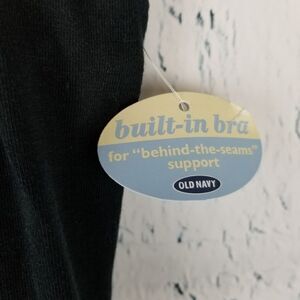 built-in bra
for "behind-the-seams"
support
OLD NAVY